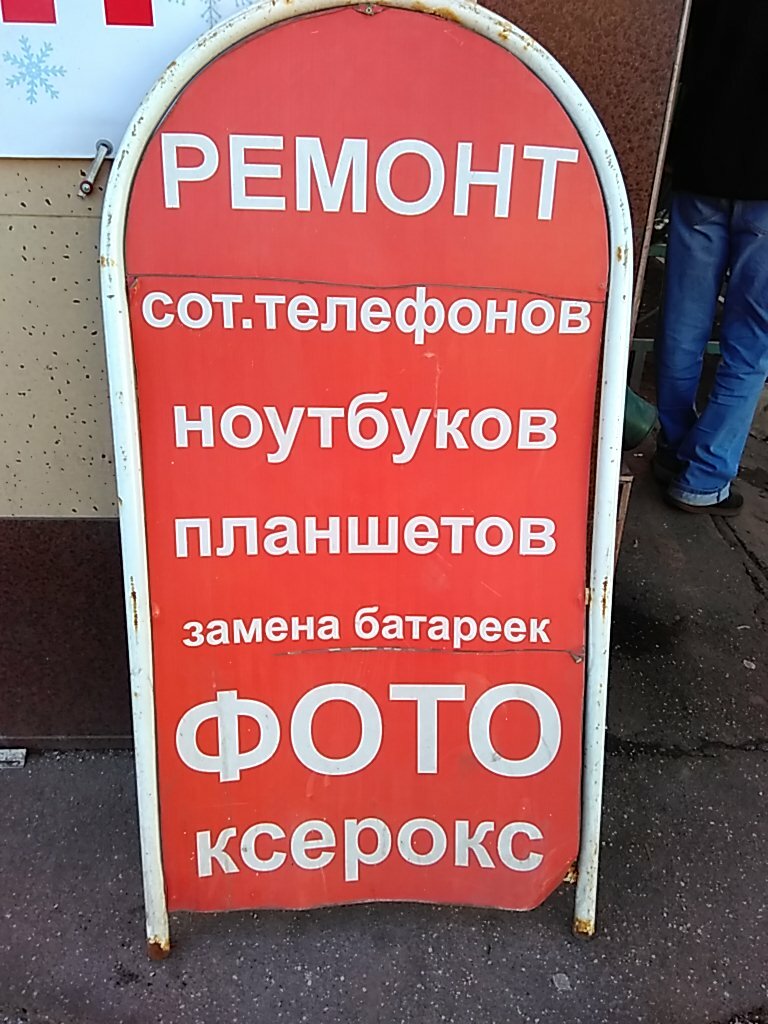 РЕМОНТ
сот.телефонов
ноутбуков
планшетов
замена батареек
ФОТО
ксерокс